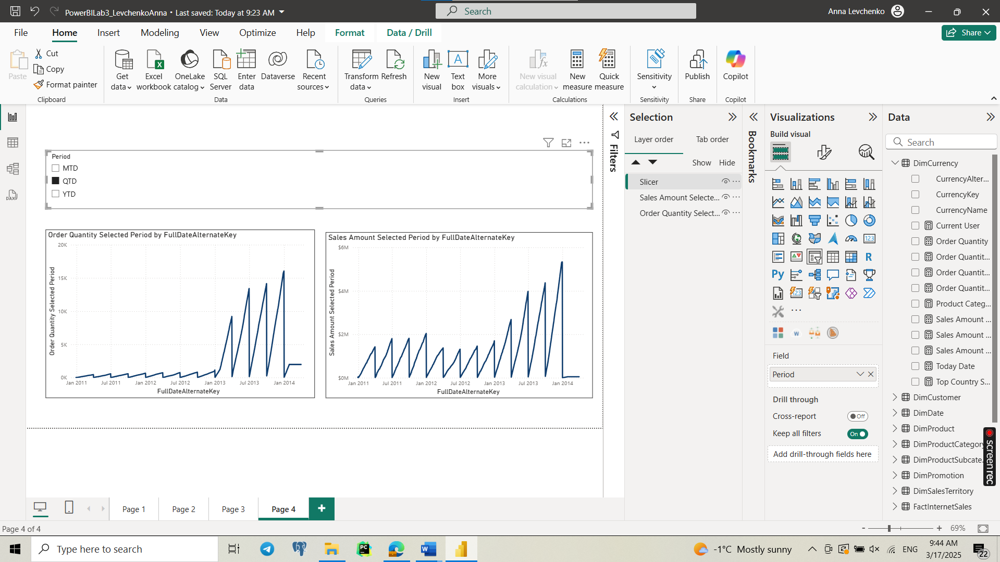 PowerBILab3_LevchenkoAnna • Last saved: Today at 9:23 AM
Search
Anna Levchenko
File
Home
Insert
Modeling
View
Optimize
Help
Format
Data / Drill
Share
Paste
Cut
Copy
Format painter
Clipboard
Get data
Excel workbook
OneLake catalog
SQL Server
Enter data
Dataverse
Recent sources
Data
Transform data
Refresh
Queries
New visual
Text box
More visuals
Insert
New visual calculation
New measure
Quick measure
Calculations
Sensitivity
Sensitivity
Publish
Share
Copilot
Copilot
Period
MTD
QTD
YTD
Order Quantity Selected Period by FullDateAlternateKey
Order Quantity Selected Period
20K
15K
10K
5K
0K
Jan 2011
Jul 2011
Jan 2012
Jul 2012
Jan 2013
Jul 2013
Jan 2014
FullDateAlternateKey
Sales Amount Selected Period by FullDateAlternateKey
Sales Amount Selected Period
$6M
$4M
$2M
$0M
Jan 2011
Jul 2011
Jan 2012
Jul 2012
Jan 2013
Jul 2013
Jan 2014
FullDateAlternateKey
Filters
Selection
Layer order
Tab order
Show
Hide
Slicer
Sales Amount Selecte...
Order Quantity Select...
Bookmarks
Visualizations
Build visual
123
R
Py
123
W
Field
Period
Drill through
Cross-report
Off
Keep all filters
On
Add drill-through fields here
Data
Search
DimCurrency
CurrencyAlter...
CurrencyKey
CurrencyName
Current User
Order Quantity
Order Quantit...
Order Quantit...
Order Quantit...
Product Categ...
Sales Amount ...
Sales Amount ...
Sales Amount ...
Today Date
Top Country S...
DimCustomer
DimDate
DimProduct
DimProductCategory
DimProductSubcate...
DimPromotion
DimSalesTerritory
FactInternetSales
screenrec
DAX
Page 1
Page 2
Page 3
Page 4
+
Page 4 of 4
- + 69%
Type here to search
PC
W
-1°C Mostly sunny
ENG
9:44 AM
3/17/2025
22